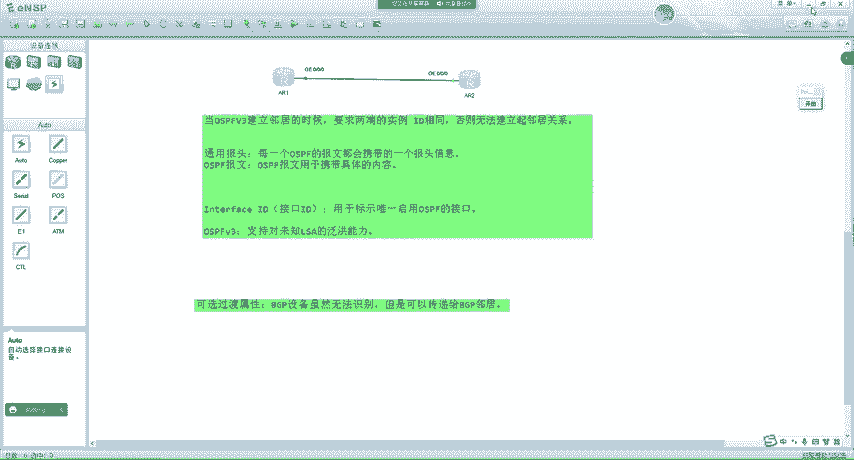 eNSP
设备连线
GE 0/0/0
GE 0/0/0
AR1
AR2
当OSPFV3建立邻居的时候，要求两端的实例 ID相同，否则无法建立起邻居关系。
通用报头：每一个OSPF的报文都会携带的一个报头信息。
OSPF报文：OSPF报文用于携带具体的内容。
Interface ID（接口ID）：用于标示唯一启用OSPF的接口。
OSPFv3：支持对未知LSA的泛洪能力。
可选过渡属性：BGP设备虽然无法识别，但是可以传递给BGP邻居。
Auto
Auto
Copper
Serial
POS
E1
ATM
CTL
Auto
自动选择接口连接设
备。